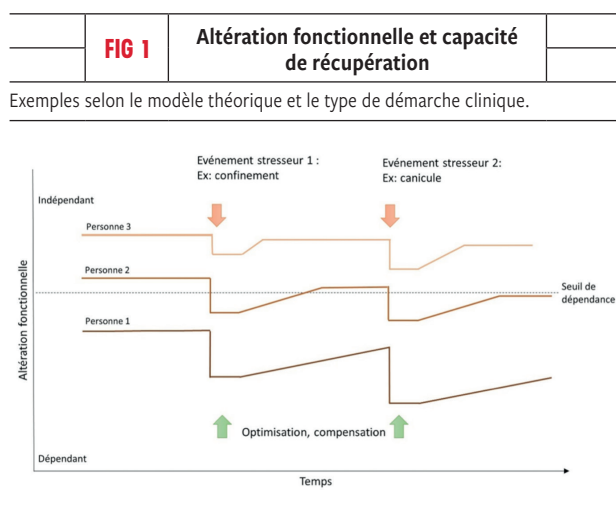 FIG 1
Altération fonctionnelle et capacité
de récupération
Exemples selon le modèle théorique et le type de démarche clinique.
Evénement stresseur 1 :
Ex: confinement
Evénement stresseur 2:
Ex: canicule
Indépendant
Personne 3
Personne 2
Seuil de
dépendance
Personne 1
Altération fonctionnelle
Optimisation, compensation
Dépendant
Temps